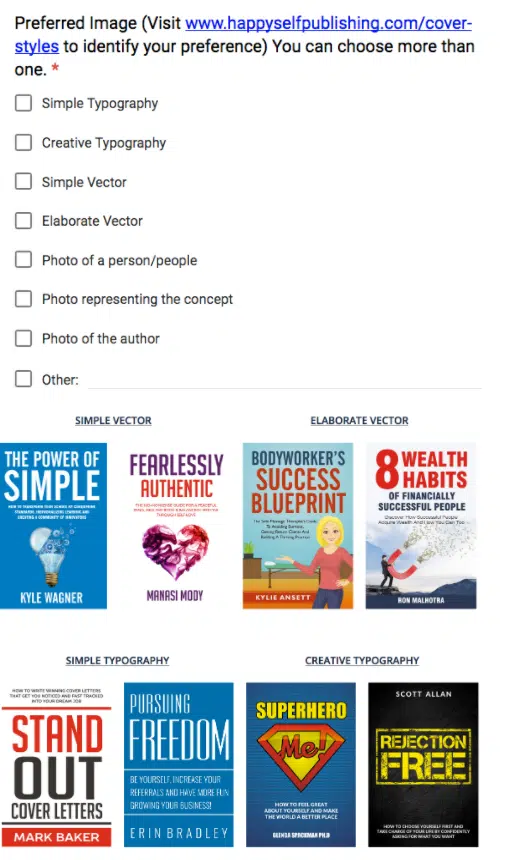 Preferred Image (Visit www.happyselfpublishing.com/cover-
styles to identify your preference) You can choose more than
one. *
Simple Typography
Creative Typography
Simple Vector
Elaborate Vector
Photo of a person/people
Photo representing the concept
Photo of the author
Other:
SIMPLE VECTOR
ELABORATE VECTOR
THE POWER OF
SIMPLE
KYLE WAGNER
FEARLESSLY
AUTHENTIC
MANASI MODY
BODYWORKER'S
SUCCESS
BLUEPRINT
KYLIE ANSETT
8 WEALTH
HABITS
OF FINANCIALLY
SUCCESSFUL PEOPLE
Discover How Successful People
Acquire Wealth And How You Can Too
RON MALHOTRA
SIMPLE TYPOGRAPHY
CREATIVE TYPOGRAPHY
HOW TO WRITE WINNING COVER LETTERS
THAT GET YOU NOTICED AND FAST TRACKED
INTO YOUR DREAM JOB
STAND
OUT
COVER LETTERS
MARK BAKER
PURSUING
FREEDOM
BE YOURSELF, INCREASE YOUR
REFERRALS AND HAVE MORE FUN
GROWING YOUR BUSINESS!
ERIN BRADLEY
SUPERHERO
Me!
HOW TO FEEL GREAT
ABOUT YOURSELF AND MAKE
THE WORLD A BETTER PLACE
SCOTT ALLAN
REJECTION
FREE
HOW TO CHOOSE YOURSELF FIRST AND
TAKE CHARGE OF YOUR LIFE BY CONFIDENTLY
ASKING FOR WHAT YOU WANT